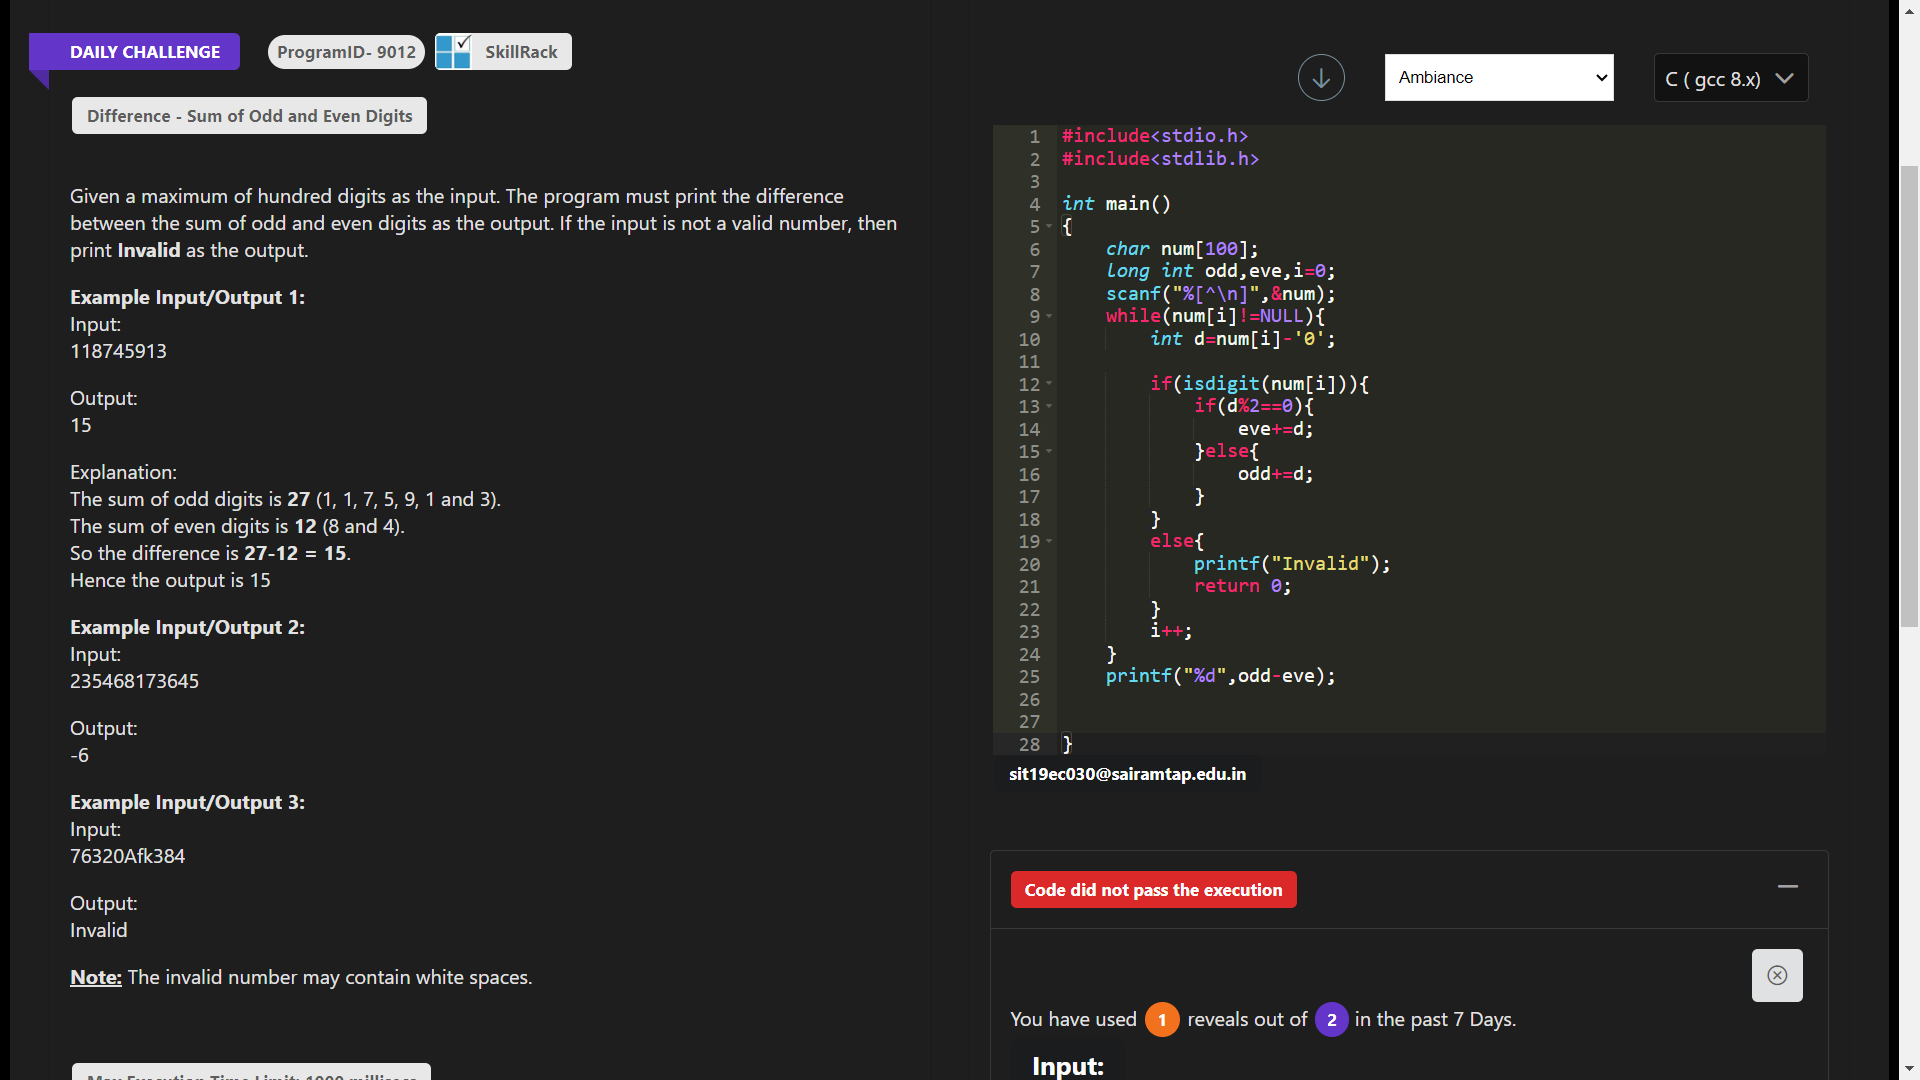 DAILY CHALLENGE
ProgramID- 9012
SkillRack
Difference - Sum of Odd and Even Digits
Given a maximum of hundred digits as the input. The program must print the difference
between the sum of odd and even digits as the output. If the input is not a valid number, then
print Invalid as the output.
Example Input/Output 1:
Input:
118745913
Output:
15
Explanation:
The sum of odd digits is 27 (1, 1, 7, 5, 9, 1 and 3).
The sum of even digits is 12 (8 and 4).
So the difference is 27-12 = 15.
Hence the output is 15
Example Input/Output 2:
Input:
235468173645
Output:
-6
Example Input/Output 3:
Input:
76320Afk384
Output:
Invalid
Note: The invalid number may contain white spaces.
Max Execution Time Limit: 1000 millisecs
Ambiance
C ( gcc 8.x)
1 #include<stdio.h>
2 #include<stdlib.h>
3
4 int main()
5 {
6     char num[100];
7     long int odd,eve,i=0;
8     scanf("%[^\n]",&num);
9     while(num[i]!=NULL){
10         int d=num[i]-'0';
11
12         if(isdigit(num[i])){
13             if(d%2==0){
14                 eve+=d;
15             }else{
16                 odd+=d;
17             }
18         }
19         else{
20             printf("Invalid");
21             return 0;
22         }
23         i++;
24     }
25     printf("%d",odd-eve);
26
27
28 }
sit19ec030@sairamtap.edu.in
Code did not pass the execution
You have used 1 reveals out of 2 in the past 7 Days.
Input: